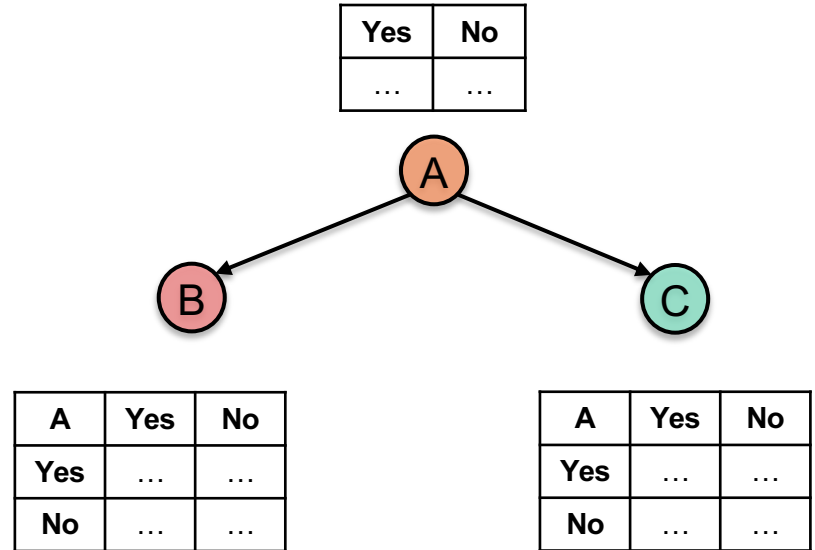 Yes No
… …
A
B
C
A Yes No
Yes … …
No … …
A Yes No
Yes … …
No … …